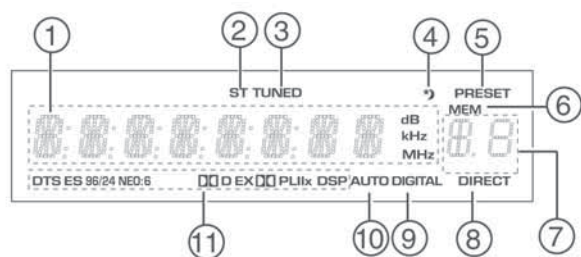 ① ② ③ ④ ⑤ ⑥
ST TUNED PRESET
MEM
dB
kHz
MHz
DTS ES 96/24 NEO:6 D EX PLIIx DSP AUTO DIGITAL DIRECT
⑪ ⑩ ⑨ ⑧ ⑦